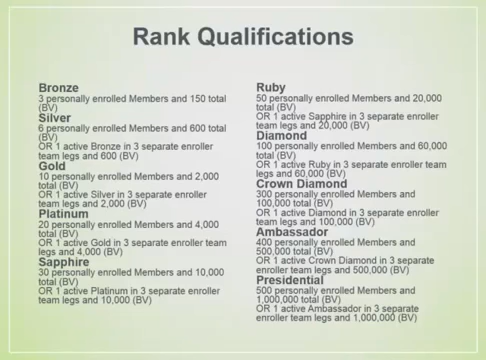 Rank Qualifications
Bronze
3 personally enrolled Members and 150 total
(BV)
Silver
6 personally enrolled Members and 600 total
(BV)
OR 1 active Bronze in 3 separate enroller
team legs and 600 (BV)
Gold
10 personally enrolled Members and 2,000
total (BV)
OR 1 active Silver in 3 separate enroller
team legs and 2,000 (BV)
Platinum
20 personally enrolled Members and 4,000
total (BV)
OR 1 active Gold in 3 separate enroller team
legs and 4,000 (BV)
Sapphire
30 personally enrolled Members and 10,000
total (BV)
OR 1 active Platinum in 3 separate enroller
team legs and 10,000 (BV)
Ruby
50 personally enrolled Members and 20,000
total (BV)
OR 1 active Sapphire in 3 separate enroller
team legs and 20,000 (BV)
Diamond
100 personally enrolled Members and 60,000
total (BV)
OR 1 active Ruby in 3 separate enroller team
legs and 60,000 (BV)
Crown Diamond
300 personally enrolled Members and
100,000 total (BV)
OR 1 active Diamond in 3 separate enroller
team legs and 100,000 (BV)
Ambassador
400 personally enrolled Members and
500,000 total (BV)
OR 1 active Crown Diamond in 3 separate
enroller team legs and 500,000 (BV)
Presidential
500 personally enrolled Members and
1,000,000 total (BV)
OR 1 active Ambassador in 3 separate
enroller team legs and 1,000,000 (BV)